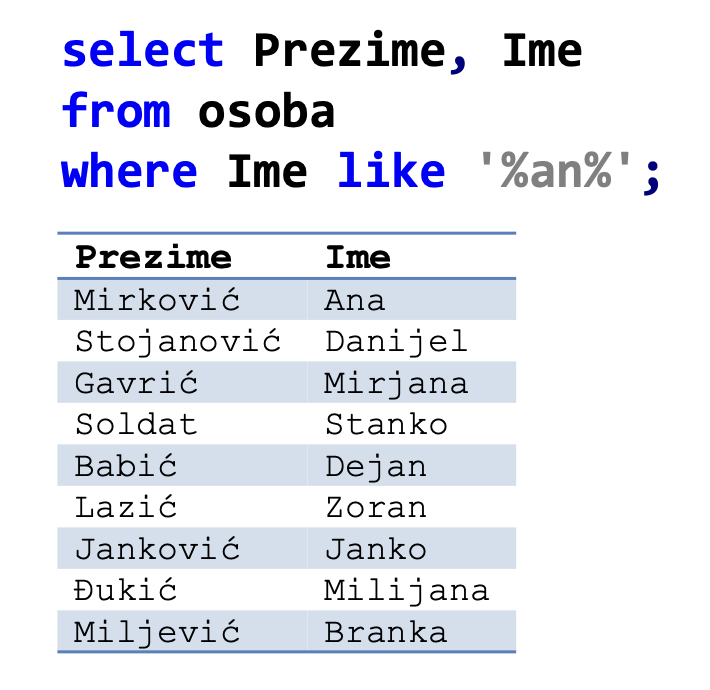 select Prezime, Ime
from osoba
where Ime like '%an%';
Prezime Ime
Mirković Ana
Stojanović Danijel
Gavrić Mirjana
Soldat Stanko
Babić Dejan
Lazić Zoran
Janković Janko
Đukić Milijana
Miljević Branka